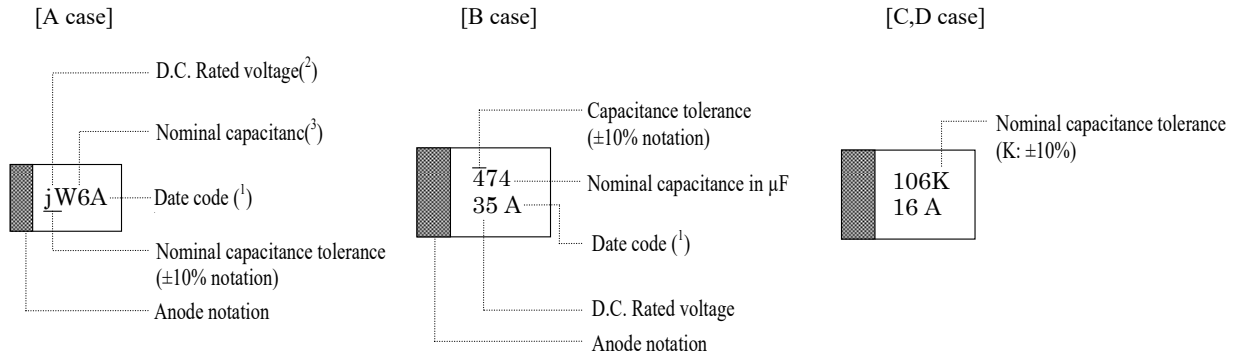 [A case]
D.C. Rated voltage(²)
Nominal capacitanc(³)
jW6A
Date code (¹)
Nominal capacitance tolerance
(±10% notation)
Anode notation
[B case]
Capacitance tolerance
(±10% notation)
474
Nominal capacitance in µF
35 A
Date code (¹)
D.C. Rated voltage
Anode notation
[C,D case]
Nominal capacitance tolerance
(K: ±10%)
106K
16 A